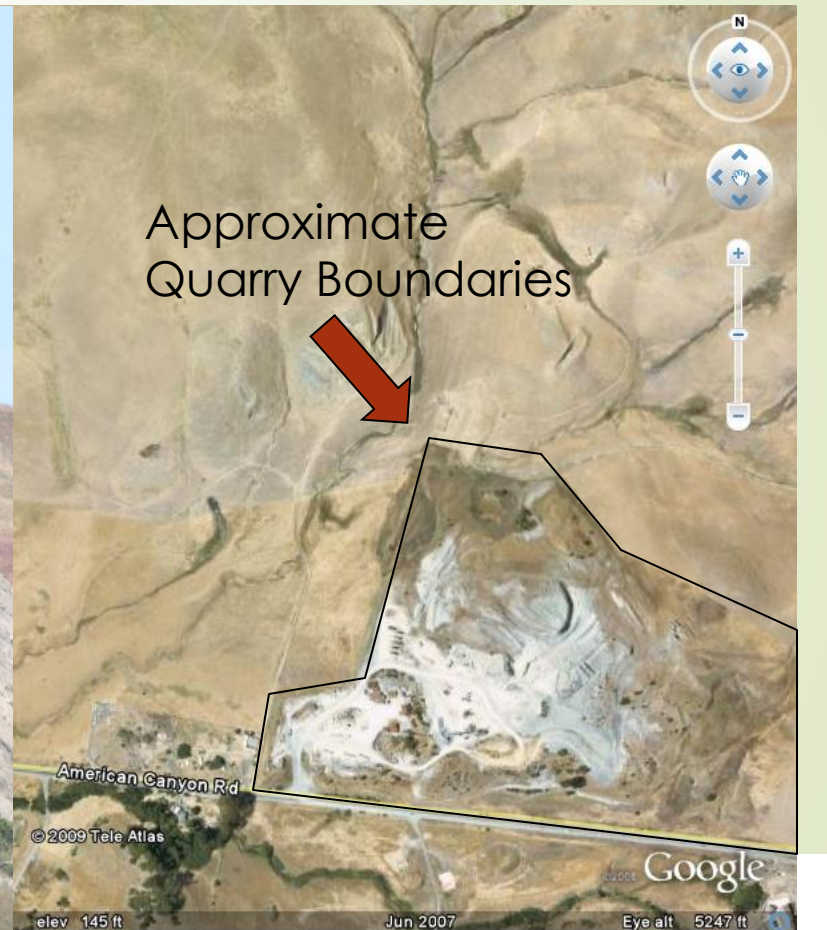 N
Approximate
Quarry Boundaries
American Canyon Rd
© 2009 Tele Atlas
©2008 Google
elev 145 ft Jun 2007 Eye alt 5247 ft